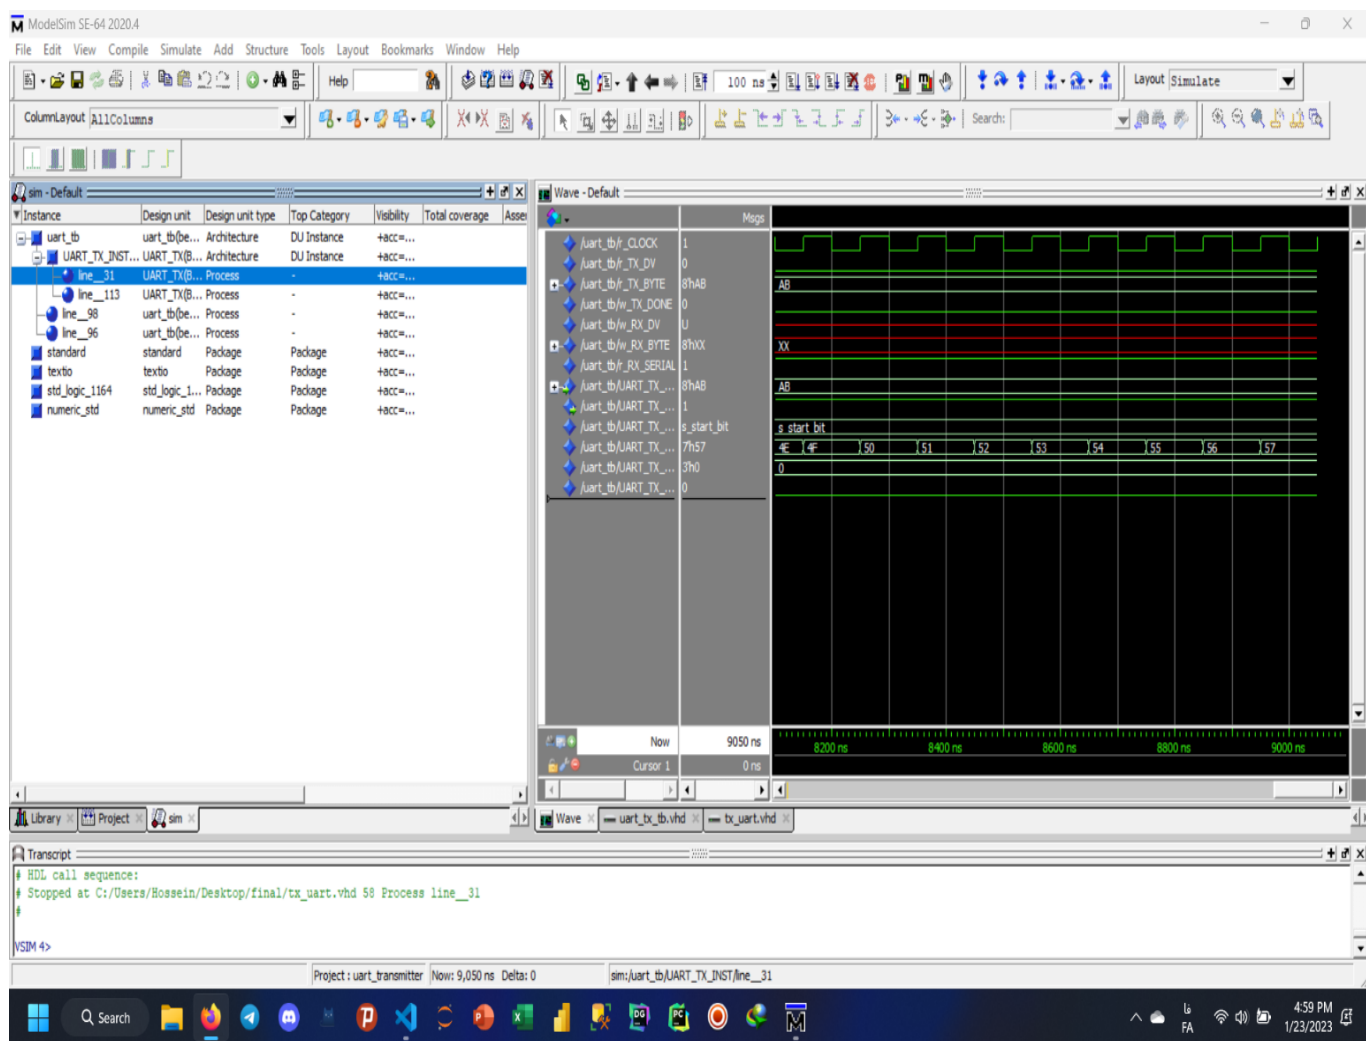 ModelSim SE-64 2020.4
File Edit View Compile Simulate Add Structure Tools Layout Bookmarks Window Help
Help
100 ns
Layout Simulate
ColumnLayout AllColumns
Search:
sim - Default
Instance Design unit Design unit type Top Category Visibility Total coverage Asser
uart_tb uart_tb(be... Architecture DU Instance +acc=...
UART_TX_INST... UART_TX(B... Architecture DU Instance +acc=...
line__31 UART_TX(B... Process - +acc=...
line__113 UART_TX(B... Process - +acc=...
line__98 uart_tb(be... Process - +acc=...
line__96 uart_tb(be... Process - +acc=...
standard standard Package Package +acc=...
textio textio Package Package +acc=...
std_logic_1164 std_logic_1... Package Package +acc=...
numeric_std numeric_std Package Package +acc=...
Wave - Default
Msgs
/uart_tb/r_CLOCK 1
/uart_tb/r_TX_DV 0
/uart_tb/r_TX_BYTE 8'hAB AB
/uart_tb/w_TX_DONE 0
/uart_tb/w_RX_DV U
/uart_tb/w_RX_BYTE 8'hXX XX
/uart_tb/r_RX_SERIAL 1
/uart_tb/UART_TX_... 8'hAB AB
/uart_tb/UART_TX_... 1
/uart_tb/UART_TX_... s_start_bit s_start_bit
/uart_tb/UART_TX_... 7'h57 4E 4F 50 51 52 53 54 55 56 57
/uart_tb/UART_TX_... 3'h0 0
/uart_tb/UART_TX_... 0
Now 9050 ns 8200 ns 8400 ns 8600 ns 8800 ns 9000 ns
Cursor 1 0 ns
Library Project sim
Wave uart_tx_tb.vhd tx_uart.vhd
Transcript
# HDL call sequence:
# Stopped at C:/Users/Hossein/Desktop/final/tx_uart.vhd 58 Process line__31
#
VSIM 4>
Project : uart_transmitter Now: 9,050 ns Delta: 0 sim:/uart_tb/UART_TX_INST/line__31
Search
DG
PC
فا
FA
4:59 PM
1/23/2023